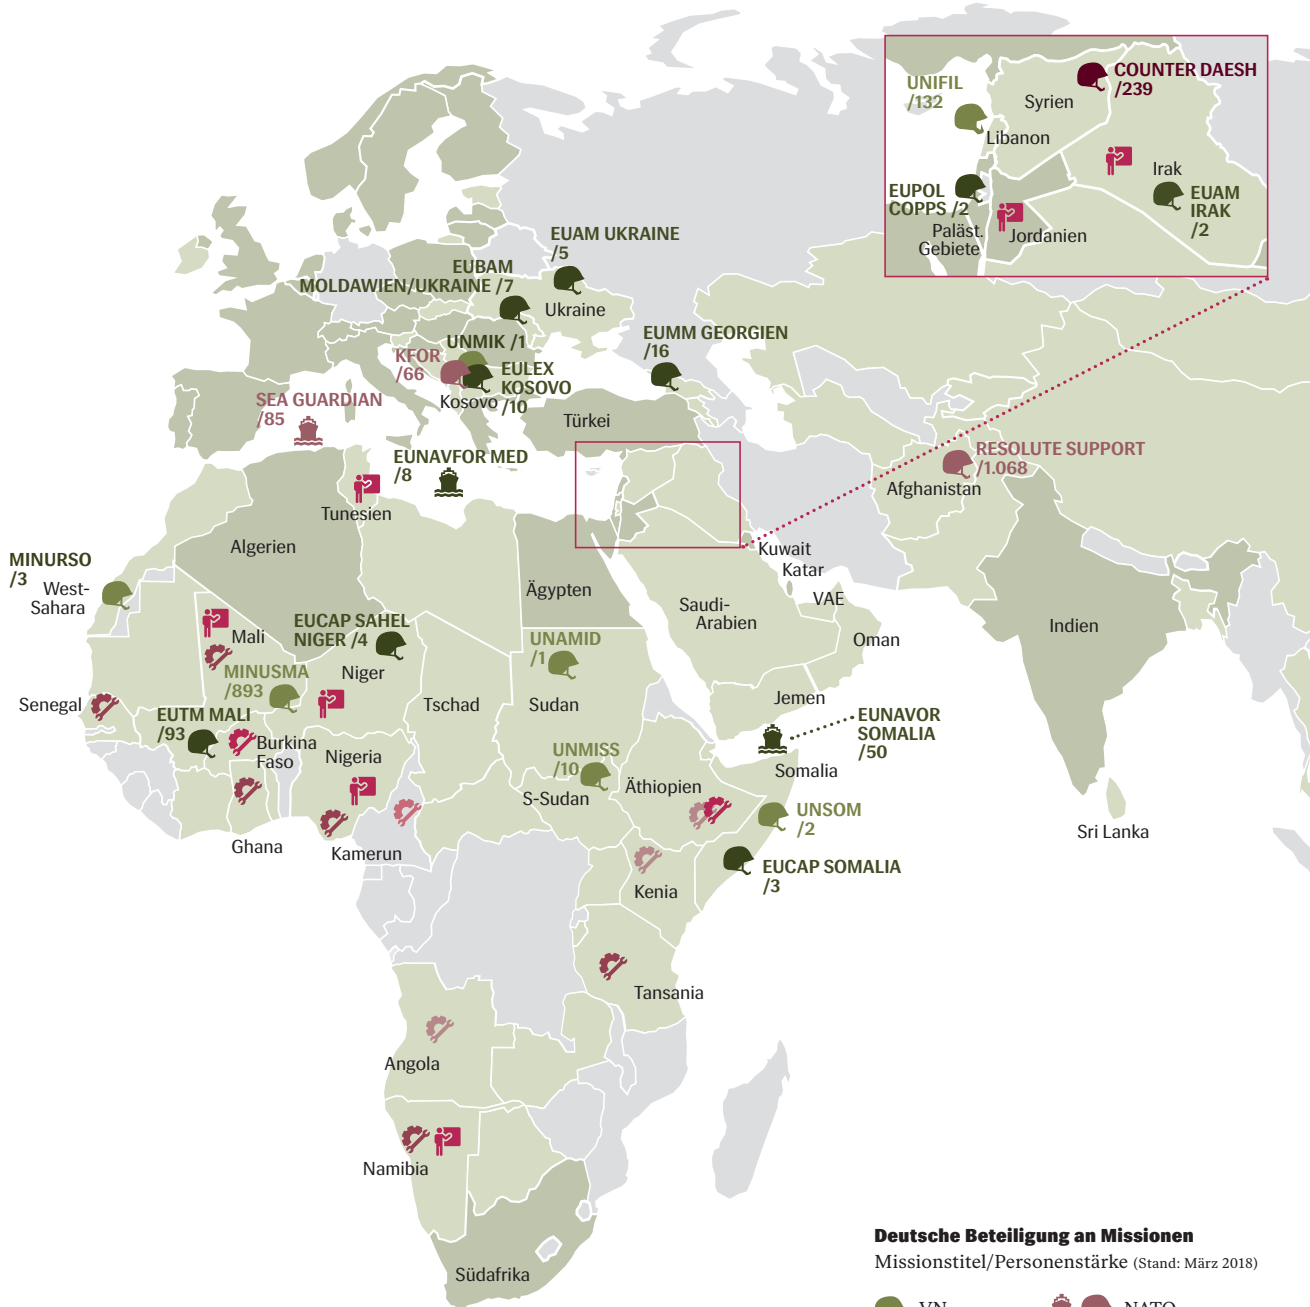 COUNTER DAESH
/239
UNIFIL
/132
Syrien
Libanon
Irak
EUPOL
COPPS /2
EUAM
IRAK
/2
Paläst.
Gebiete
Jordanien
EUAM UKRAINE
/5
EUBAM
MOLDAWIEN/UKRAINE /7
Ukraine
EUMM GEORGIEN
/16
UNMIK /1
KFOR
/66
EULEX
KOSOVO
/10
Kosovo
SEA GUARDIAN
/85
Türkei
EUNAVFOR MED
/8
RESOLUTE SUPPORT
/1.068
Afghanistan
Tunesien
Algerien
Kuwait
Katar
MINURSO
/3
West-
Sahara
Ägypten
VAE
Saudi-
Arabien
Indien
Oman
EUCAP SAHEL
NIGER /4
Mali
UNAMID
/1
MINUSMA
/893
Niger
Senegal
Tschad
Sudan
Jemen
EUTM MALI
/93
EUNAVOR
SOMALIA
/50
Burkina
Faso
Nigeria
UNMISS
/10
Somalia
S-Sudan
Äthiopien
UNSOM
/2
Sri Lanka
Ghana
Kamerun
EUCAP SOMALIA
/3
Kenia
Tansania
Angola
Namibia
Südafrika
Deutsche Beteiligung an Missionen
Missionstitel/Personenstärke (Stand: März 2018)
VN
NATO